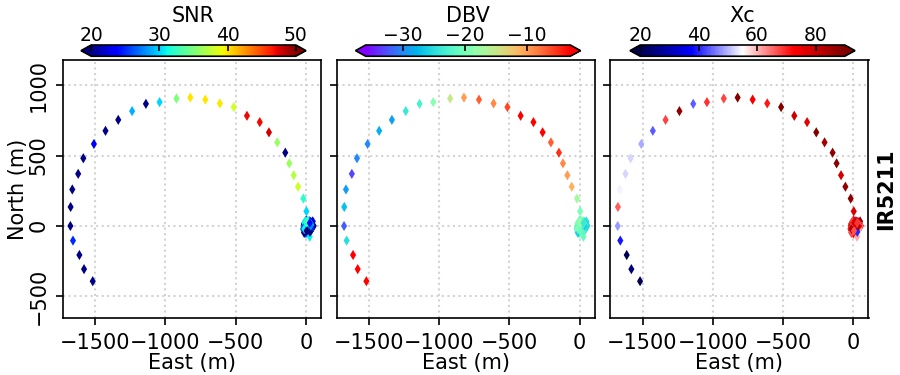 SNR DBV Xc
20 30 40 50 −30 −20 −10 20 40 60 80
1000
500
0
−500
North (m)
−1500 −1000 −500 0 −1500 −1000 −500 0 −1500 −1000 −500 0
East (m) East (m) East (m)
IR5211